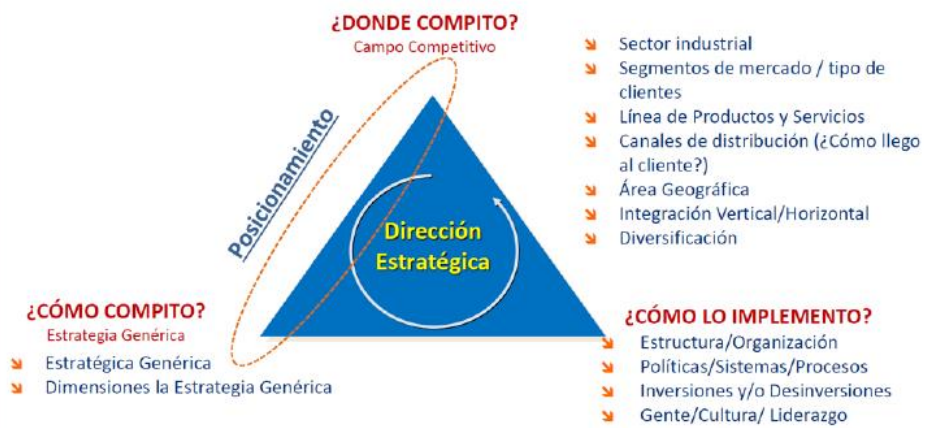 ¿DONDE COMPITO?
Campo Competitivo
Sector industrial
Segmentos de mercado / tipo de
clientes
Línea de Productos y Servicios
Canales de distribución (¿Cómo llego
al cliente?)
Área Geográfica
Integración Vertical/Horizontal
Diversificación
Posicionamiento
Dirección
Estratégica
¿CÓMO COMPITO?
Estrategia Genérica
Estratégica Genérica
Dimensiones la Estrategia Genérica
¿CÓMO LO IMPLEMENTO?
Estructura/Organización
Políticas/Sistemas/Procesos
Inversiones y/o Desinversiones
Gente/Cultura/ Liderazgo